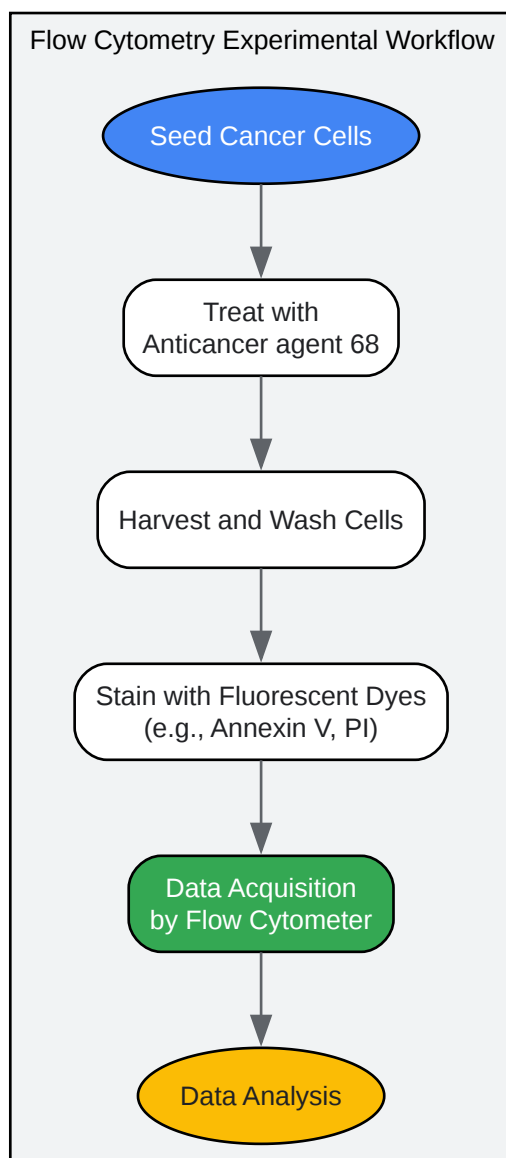 Flow Cytometry Experimental Workflow
Seed Cancer Cells
Treat with
Anticancer agent 68
Harvest and Wash Cells
Stain with Fluorescent Dyes
(e.g., Annexin V, PI)
Data Acquisition
by Flow Cytometer
Data Analysis